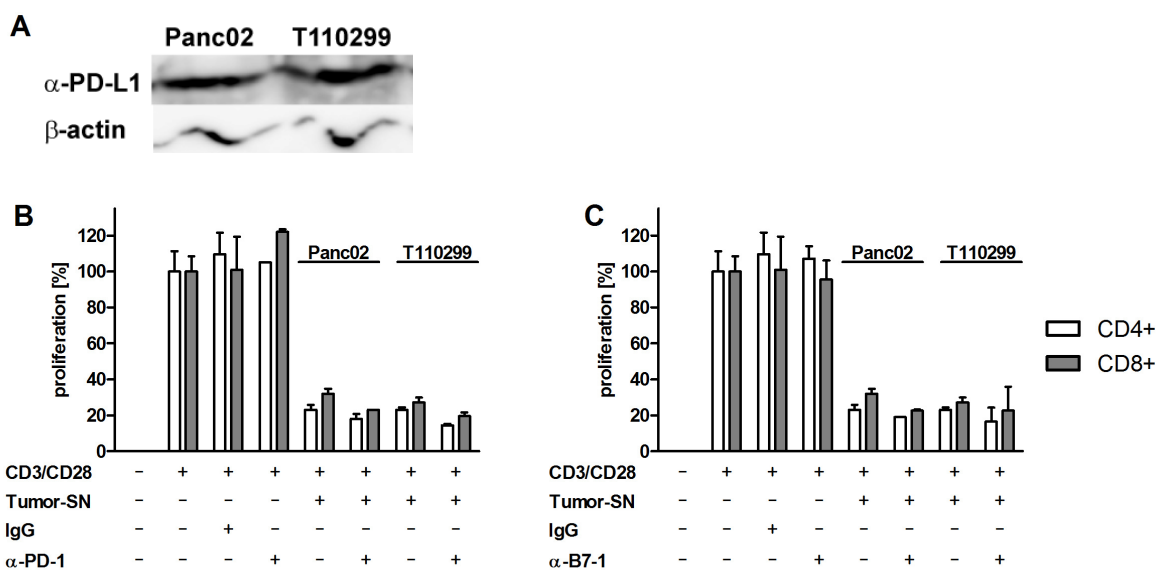 A
Panc02 T110299
α-PD-L1
β-actin
B
proliferation [%]
120
100
80
60
40
20
0
Panc02 T110299
CD3/CD28 − + + + + + + +
Tumor-SN − − − − + + + +
IgG − − + − − − − −
α-PD-1 − − − + − + − +
C
proliferation [%]
120
100
80
60
40
20
0
Panc02 T110299
CD3/CD28 − + + + + + + +
Tumor-SN − − − − + + + +
IgG − − + − − − − −
α-B7-1 − − − + − + − +
CD4+
CD8+